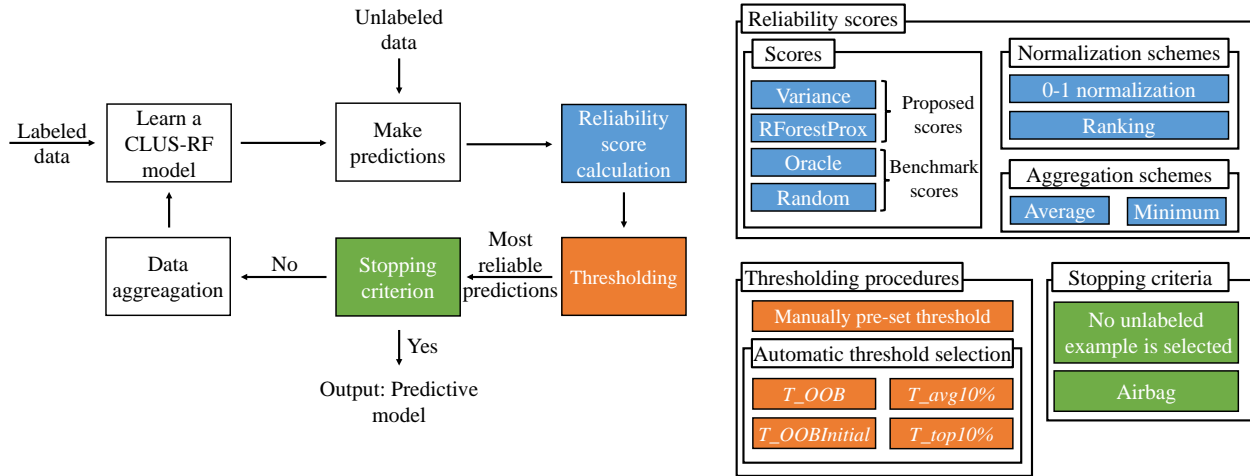 Unlabeled
data
Labeled
data
Learn a
CLUS-RF
model
Make
predictions
Reliability
score
calculation
Data
aggreagation
No
Stopping
criterion
Most
reliable
predictions
Thresholding
Yes
Output: Predictive
model
Reliability scores
Scores
Variance
RForestProx
Proposed
scores
Oracle
Random
Benchmark
scores
Normalization schemes
0-1 normalization
Ranking
Aggregation schemes
Average
Minimum
Thresholding procedures
Manually pre-set threshold
Automatic threshold selection
T_OOB
T_avg10%
T_OOBInitial
T_top10%
Stopping criteria
No unlabeled
example is selected
Airbag